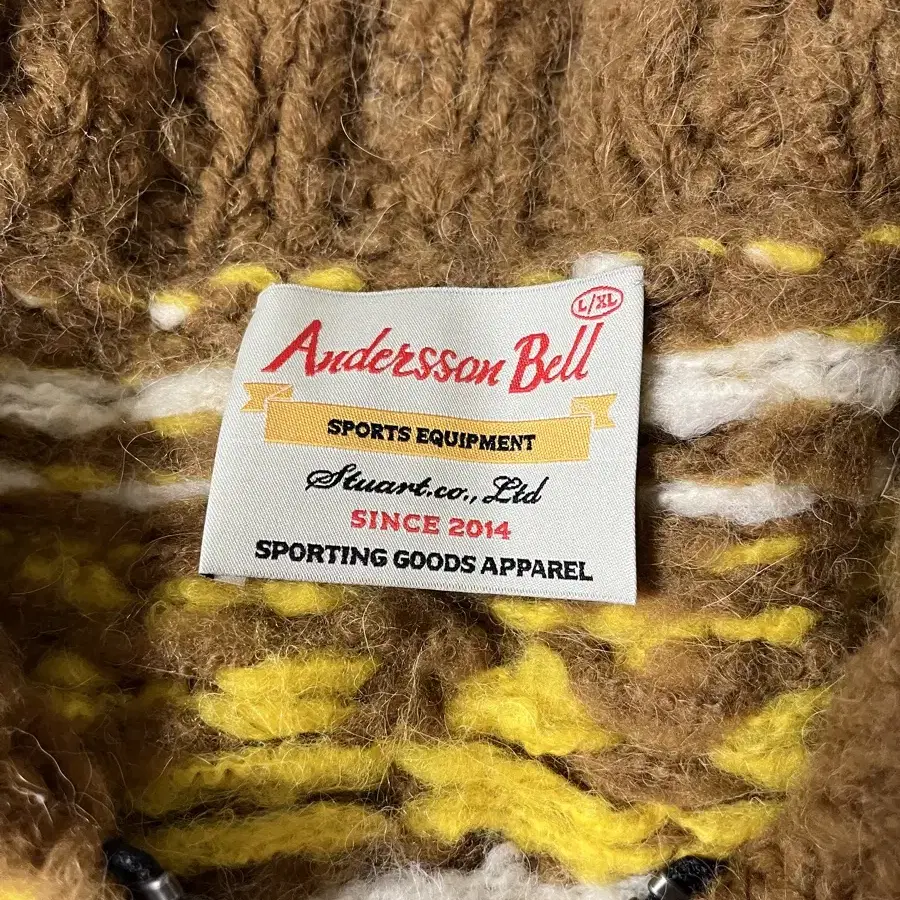 L/XL
Andersson Bell
SPORTS EQUIPMENT
Stuart.co., Ltd
SINCE 2014
SPORTING GOODS APPAREL